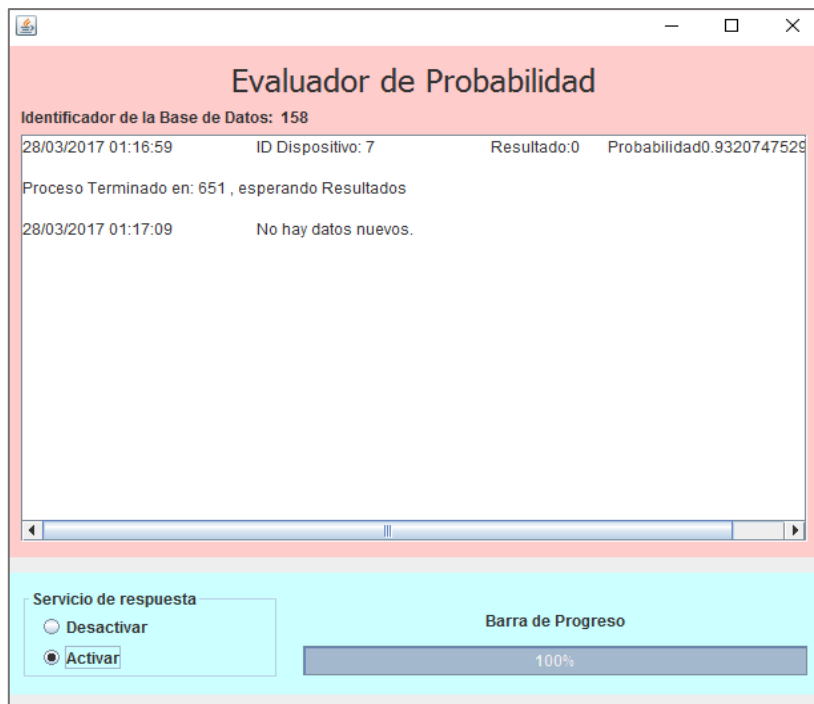 Evaluador de Probabilidad
Identificador de la Base de Datos: 158
28/03/2017 01:16:59 ID Dispositivo: 7 Resultado:0 Probabilidad0.9320747529
Proceso Terminado en: 651 , esperando Resultados
28/03/2017 01:17:09 No hay datos nuevos.
Servicio de respuesta
Desactivar
Activar
Barra de Progreso
100%